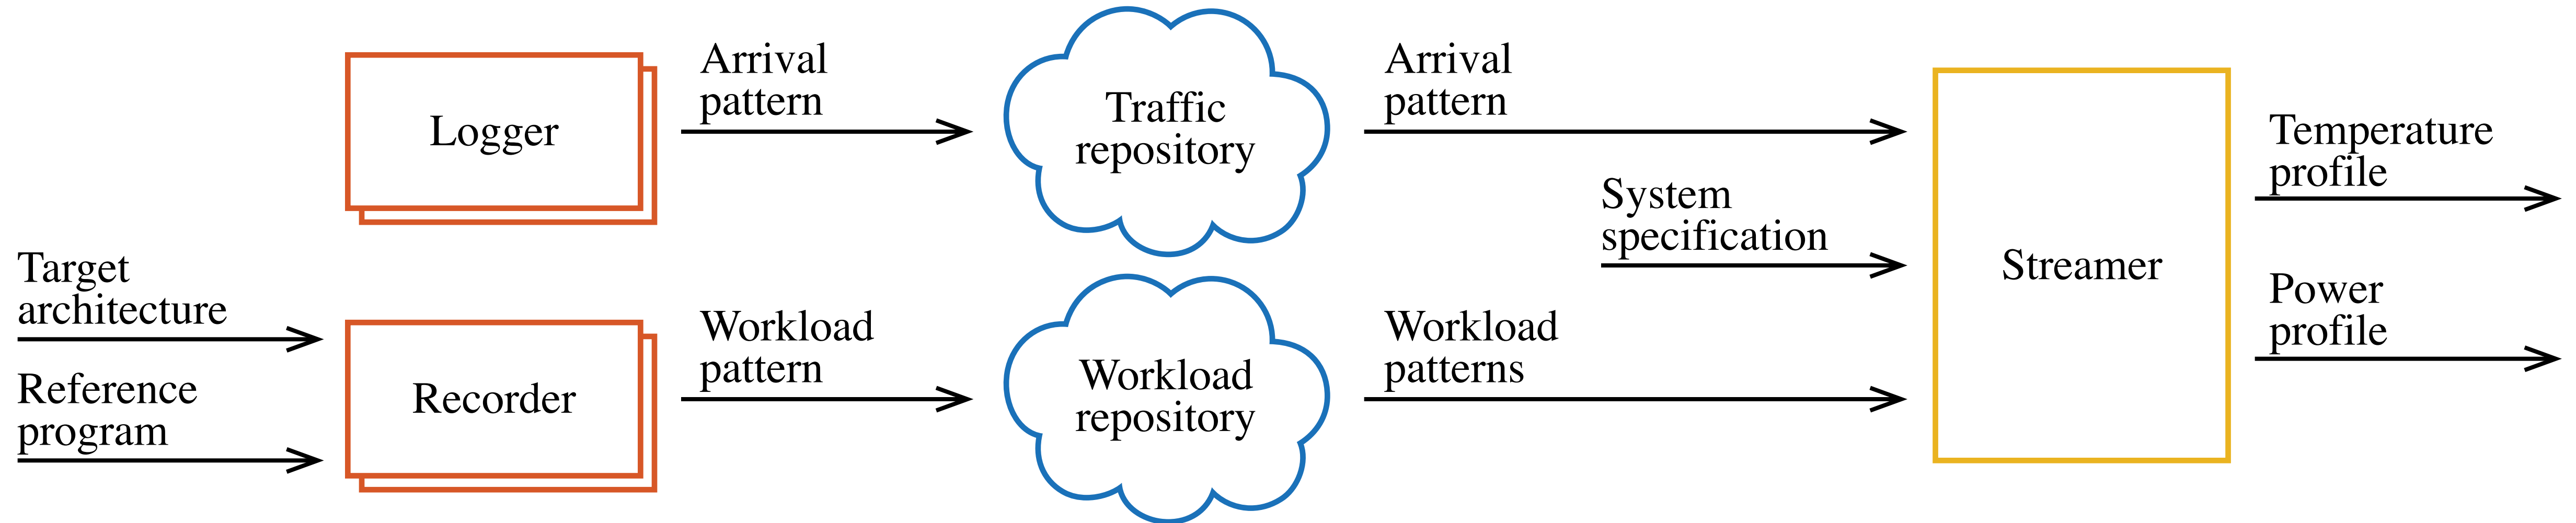 Logger
Arrival
pattern
Traffic
repository
Arrival
pattern
System
specification
Streamer
Temperature
profile
Power
profile
Target
architecture
Reference
program
Recorder
Workload
pattern
Workload
repository
Workload
patterns